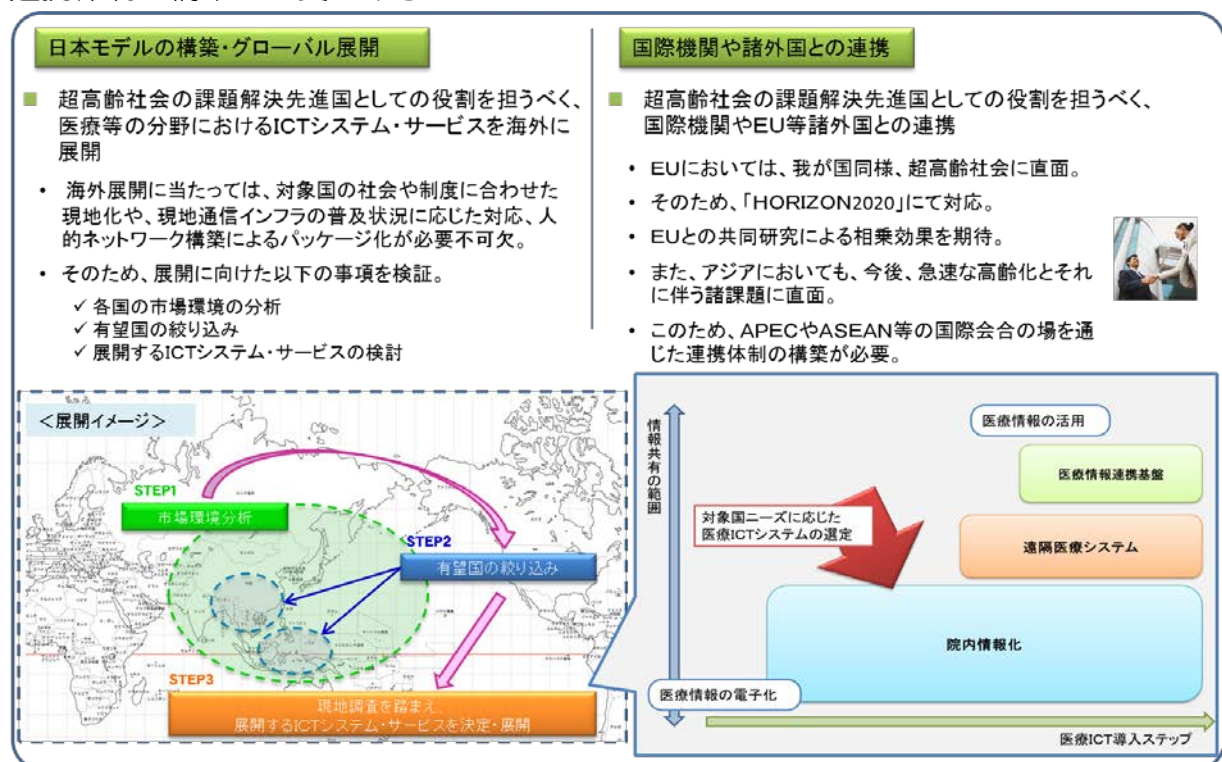 日本モデルの構築・グローバル展開
■ 超高齢社会の課題解決先進国としての役割を担うべく、
医療等の分野におけるICTシステム・サービスを海外に
展開
• 海外展開に当たっては、対象国の社会や制度に合わせた
現地化や、現地通信インフラの普及状況に応じた対応、人
的ネットワーク構築によるパッケージ化が必要不可欠。
• そのため、展開に向けた以下の事項を検証。
✓ 各国の市場環境の分析
✓ 有望国の絞り込み
✓ 展開するICTシステム・サービスの検討
国際機関や諸外国との連携
■ 超高齢社会の課題解決先進国としての役割を担うべく、
国際機関やEU等諸外国との連携
• EUにおいては、我が国同様、超高齢社会に直面。
• そのため、「HORIZON2020」にて対応。
• EUとの共同研究による相乗効果を期待。
• また、アジアにおいても、今後、急速な高齢化とそれ
に伴う諸課題に直面。
• このため、APECやASEAN等の国際会合の場を通
じた連携体制の構築が必要。
＜展開イメージ＞
STEP1
市場環境分析
STEP2
有望国の絞り込み
STEP3
現地調査を踏まえ、
展開するICTシステム・サービスを決定・展開
情報共有の範囲
医療情報の活用
医療情報連携基盤
対象国ニーズに応じた
医療ICTシステムの選定
遠隔医療システム
院内情報化
医療情報の電子化
医療ICT導入ステップ